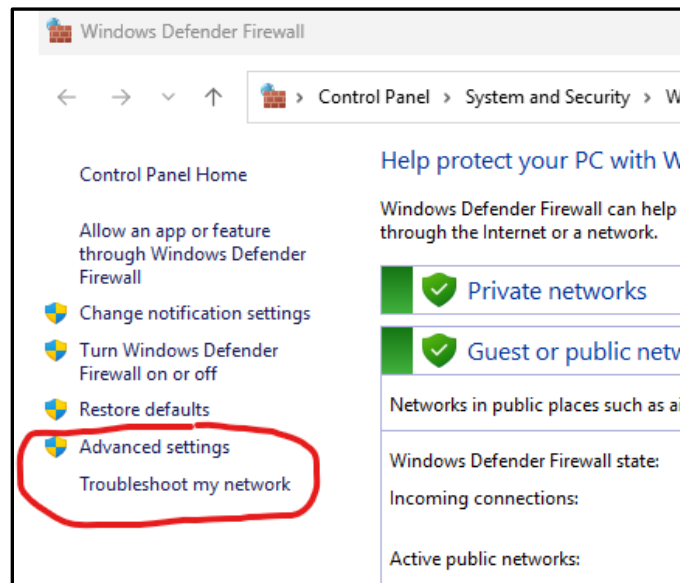 Windows Defender Firewall
Control Panel > System and Security >
Control Panel Home
Allow an app or feature
through Windows Defender
Firewall
Change notification settings
Turn Windows Defender
Firewall on or off
Restore defaults
Advanced settings
Troubleshoot my network
Help protect your PC with
Windows Defender Firewall can help
through the Internet or a network.
Private networks
Guest or public
Networks in public places such as
Windows Defender Firewall state:
Incoming connections:
Active public networks: